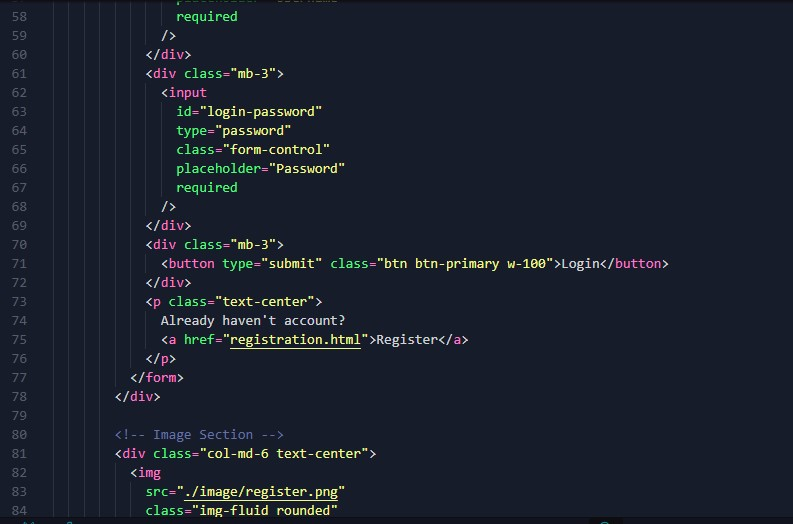 58 required
59 />
60 </div>
61 <div class="mb-3">
62 <input
63 id="login-password"
64 type="password"
65 class="form-control"
66 placeholder="Password"
67 required
68 />
69 </div>
70 <div class="mb-3">
71 <button type="submit" class="btn btn-primary w-100">Login</button>
72 </div>
73 <p class="text-center">
74 Already haven't account?
75 <a href="registration.html">Register</a>
76 </p>
77 </form>
78 </div>
79
80 <!-- Image Section -->
81 <div class="col-md-6 text-center">
82 <img
83 src="./image/register.png"
84 class="img-fluid rounded"